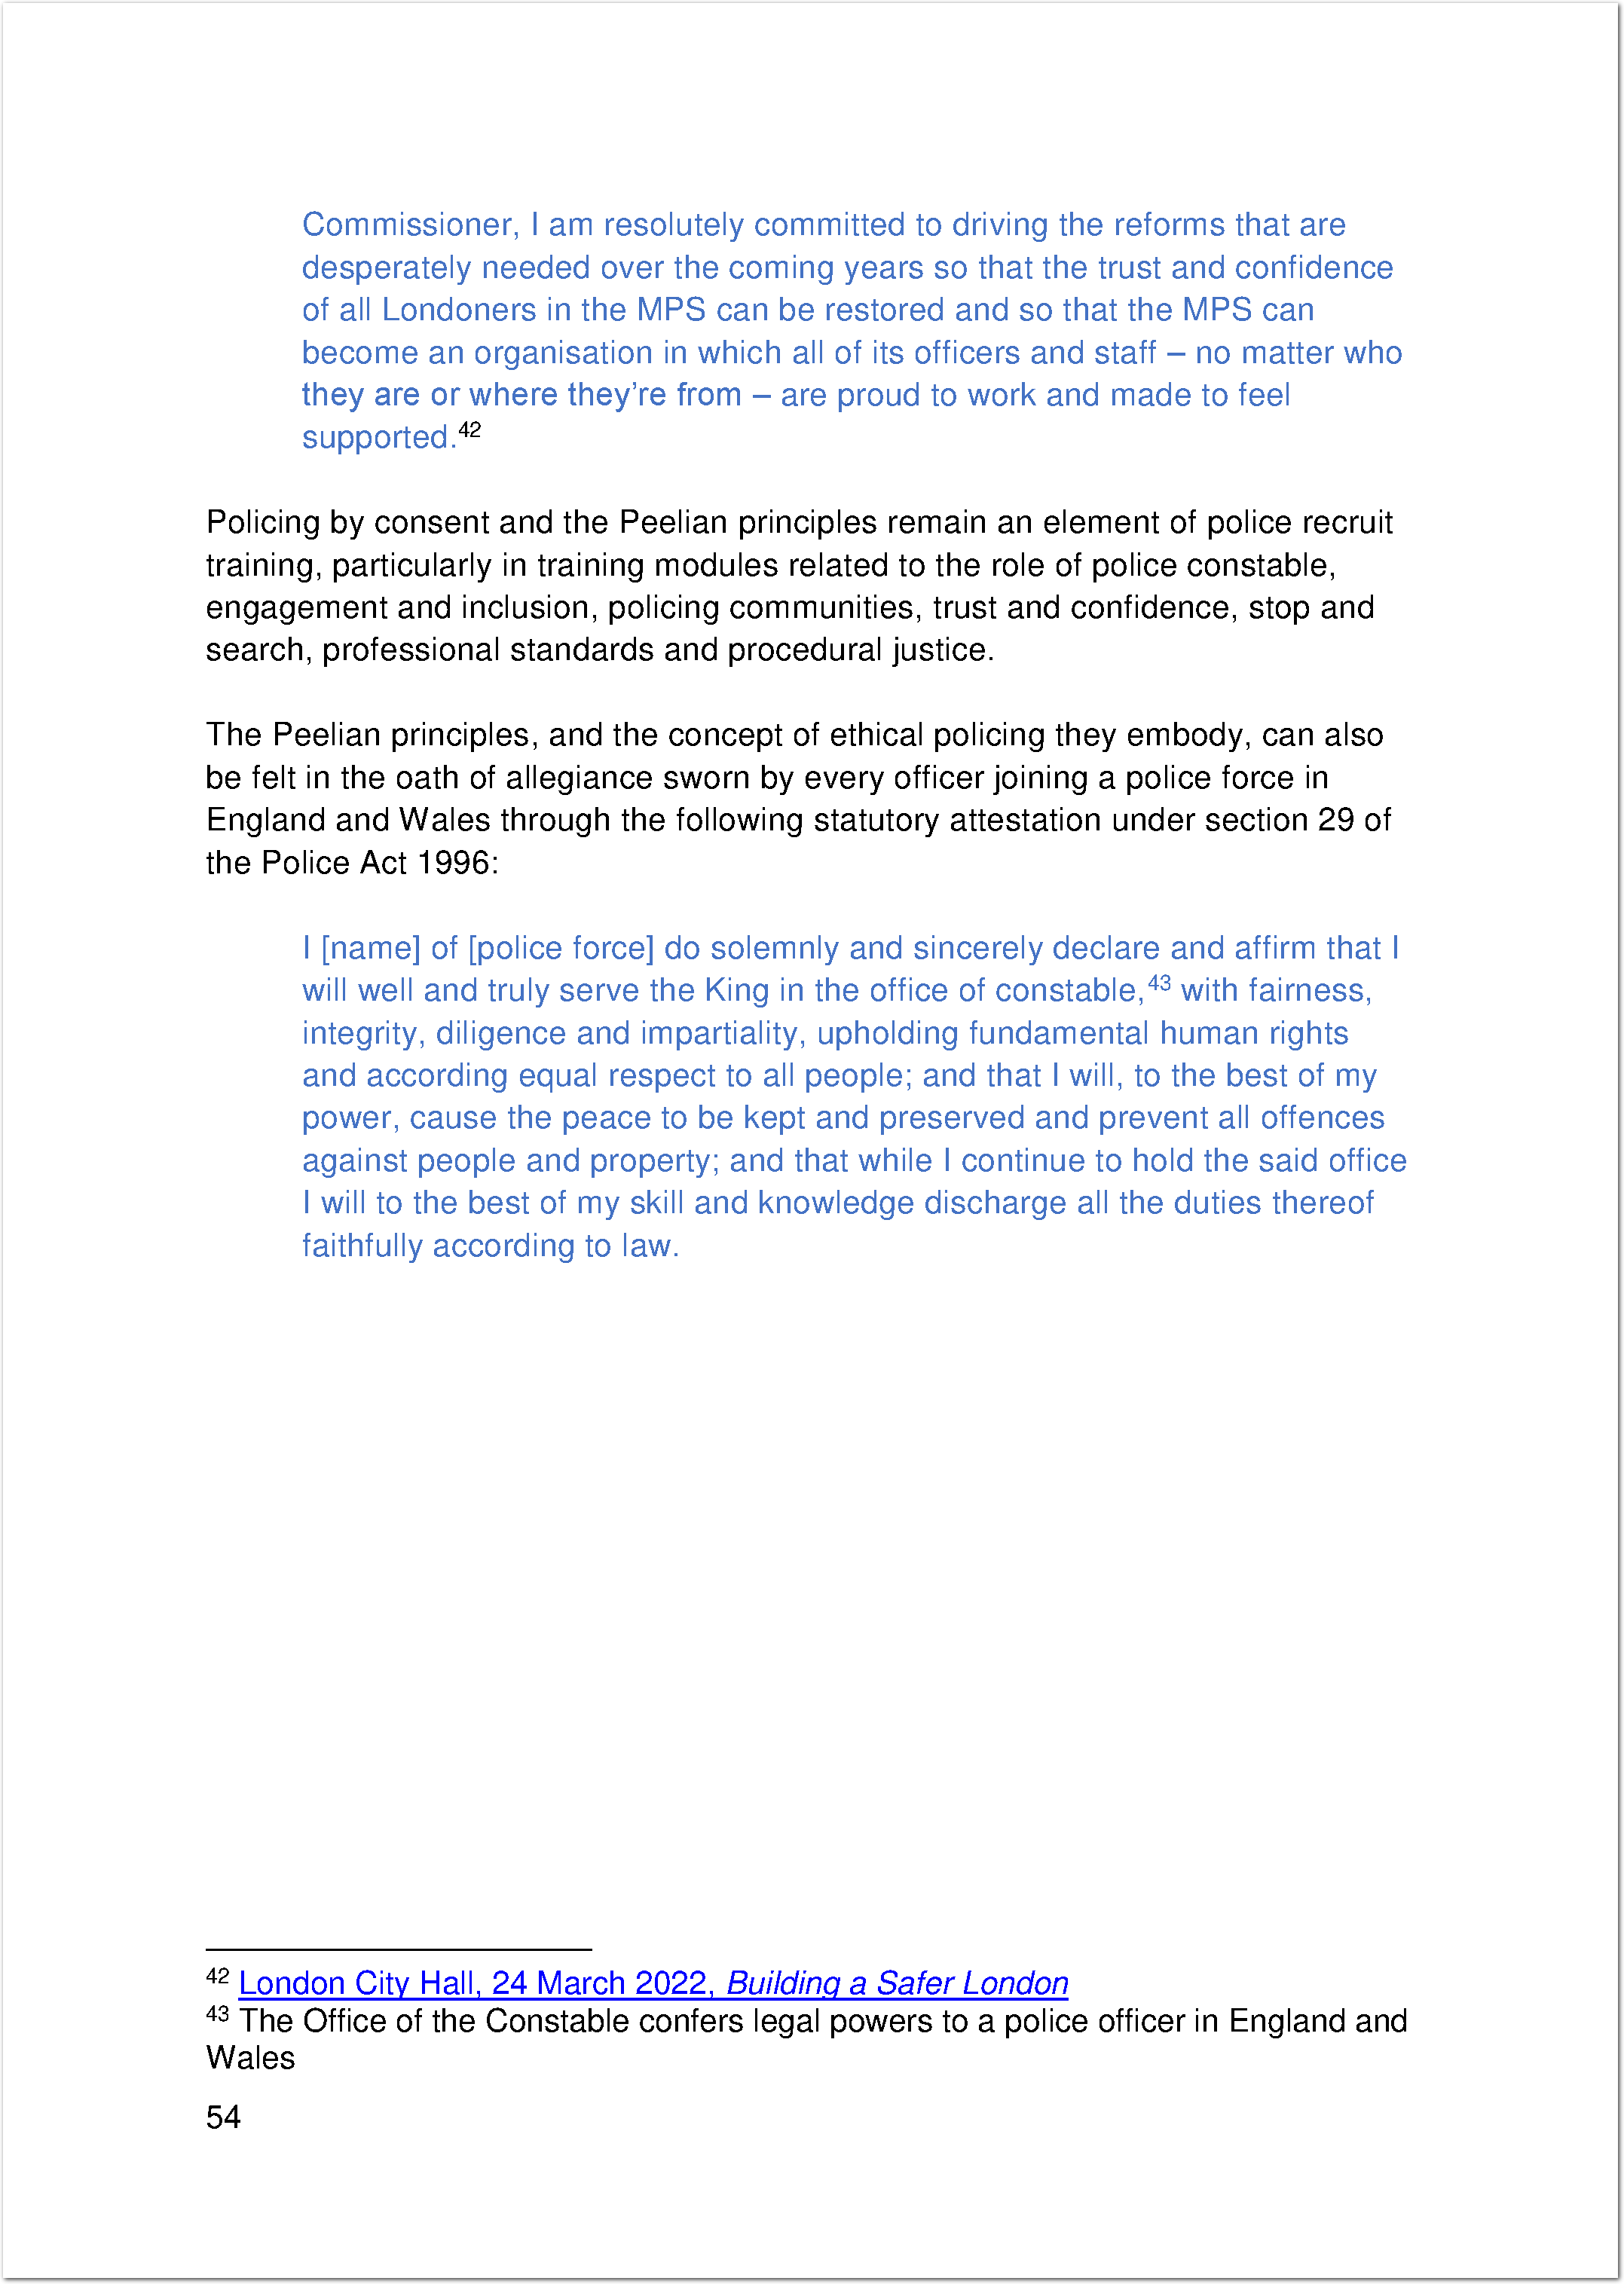 Commissioner, I am resolutely committed to driving the reforms that are
desperately needed over the coming years so that the trust and confidence
of all Londoners in the MPS can be restored and so that the MPS can
become an organisation in which all of its officers and staff – no matter who
they are or where they’re from – are proud to work and made to feel
supported.42
Policing by consent and the Peelian principles remain an element of police recruit
training, particularly in training modules related to the role of police constable,
engagement and inclusion, policing communities, trust and confidence, stop and
search, professional standards and procedural justice.
The Peelian principles, and the concept of ethical policing they embody, can also
be felt in the oath of allegiance sworn by every officer joining a police force in
England and Wales through the following statutory attestation under section 29 of
the Police Act 1996:
I [name] of [police force] do solemnly and sincerely declare and affirm that I
will well and truly serve the King in the office of constable,43 with fairness,
integrity, diligence and impartiality, upholding fundamental human rights
and according equal respect to all people; and that I will, to the best of my
power, cause the peace to be kept and preserved and prevent all offences
against people and property; and that while I continue to hold the said office
I will to the best of my skill and knowledge discharge all the duties thereof
faithfully according to law.
42 London City Hall, 24 March 2022, Building a Safer London
43 The Office of the Constable confers legal powers to a police officer in England and
Wales
54